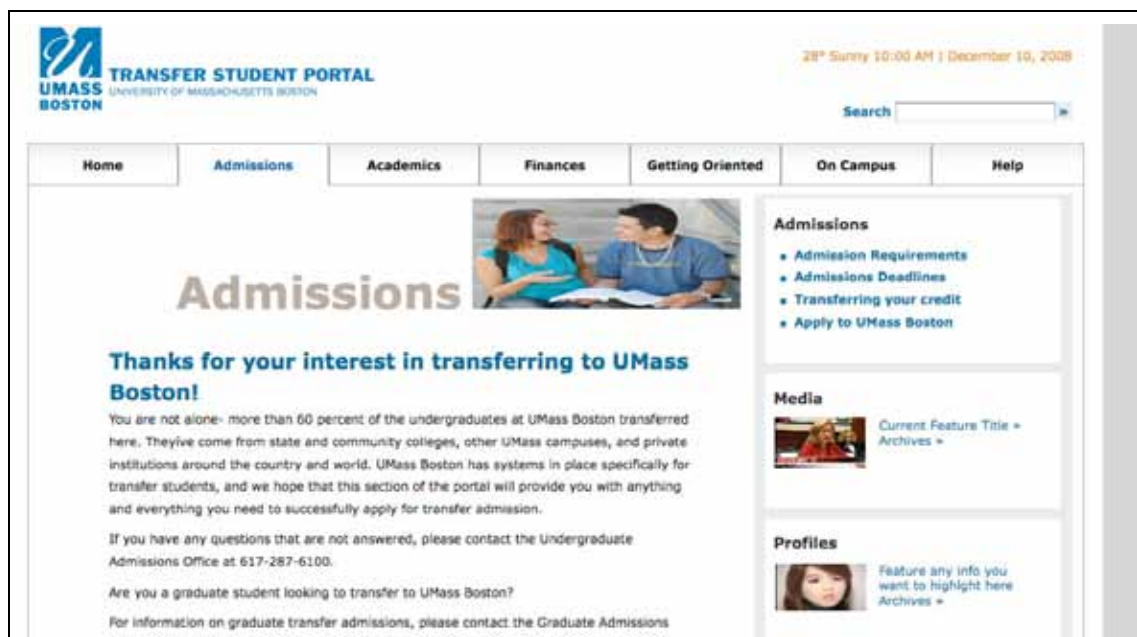 UMASS
BOSTON
TRANSFER STUDENT PORTAL
UNIVERSITY OF MASSACHUSETTS BOSTON
28° Sunny 10:00 AM | December 10, 2008
Search
»
Home Admissions Academics Finances Getting Oriented On Campus Help
Admissions
Thanks for your interest in transferring to UMass
Boston!
You are not alone- more than 60 percent of the undergraduates at UMass Boston transferred
here. Theyíve come from state and community colleges, other UMass campuses, and private
institutions around the country and world. UMass Boston has systems in place specifically for
transfer students, and we hope that this section of the portal will provide you with anything
and everything you need to successfully apply for transfer admission.
If you have any questions that are not answered, please contact the Undergraduate
Admissions Office at 617-287-6100.
Are you a graduate student looking to transfer to UMass Boston?
For information on graduate transfer admissions, please contact the Graduate Admissions
Admissions
• Admission Requirements
• Admissions Deadlines
• Transferring your credit
• Apply to UMass Boston
Media
Current Feature Title »
Archives »
Profiles
Feature any info you
want to highlight here
Archives »